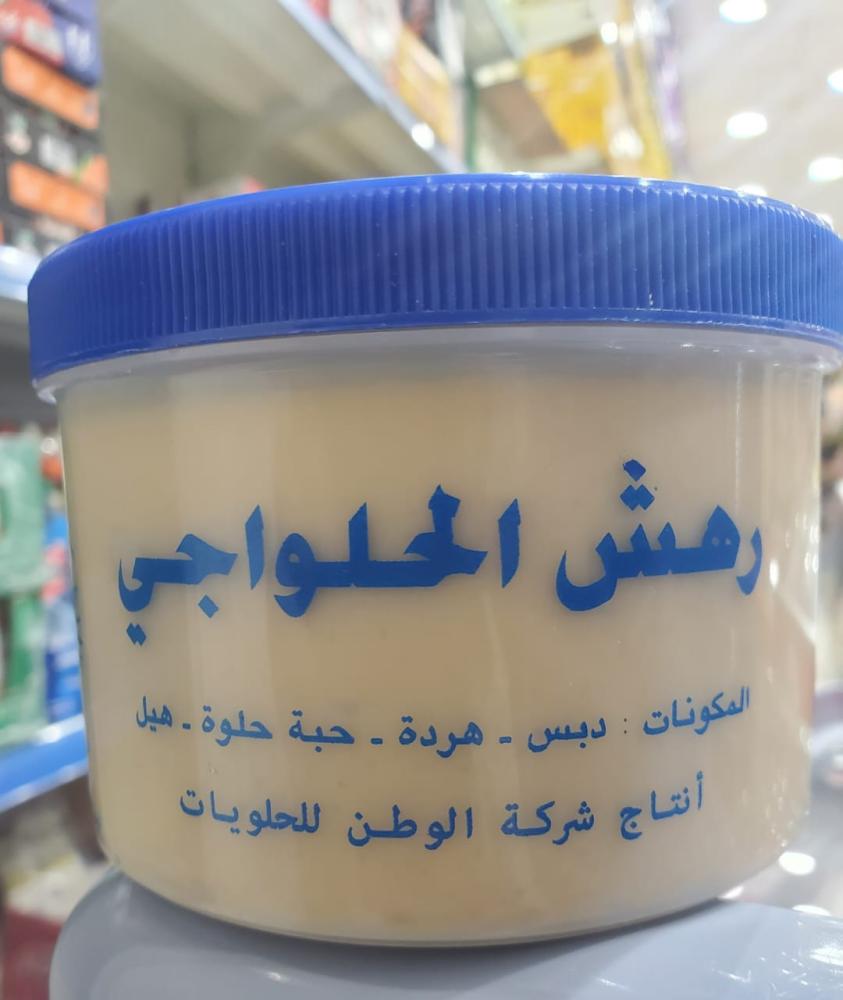 رهش الحلواجي
المكونات : دبس - هردة - حبة حلوة - هيل
أنتاج شركة الوطن للحلويات